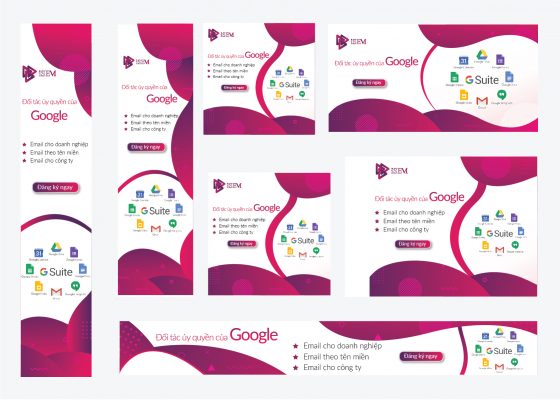 ISEM
Đối tác ủy quyền của
Google
Email cho doanh nghiệp
Email theo tên miền
Email cho công ty
Đăng ký ngay
31
G Suite
ISEM
Đối tác ủy quyền của
Google
Email cho doanh nghiệp
Email theo tên miền
Email cho công ty
Đăng ký ngay
31
G Suite
ISEM
Đối tác ủy quyền của Google
Email cho doanh nghiệp
Email theo tên miền
Email cho công ty
Đăng ký ngay
31
G Suite
ISEM
Đối tác ủy quyền của Google
Đăng ký ngay
31
G Suite
ISEM
Đối tác ủy quyền của Google
Email cho doanh nghiệp
Email theo tên miền
Email cho công ty
Đăng ký ngay
31
G Suite
ISEM
Đối tác ủy quyền của Google
Email cho doanh nghiệp
Email theo tên miền
Email cho công ty
Đăng ký ngay
31
G Suite
Đối tác ủy quyền của Google
Email cho doanh nghiệp
Email theo tên miền
Email cho công ty
Đăng ký ngay
31
G Suite